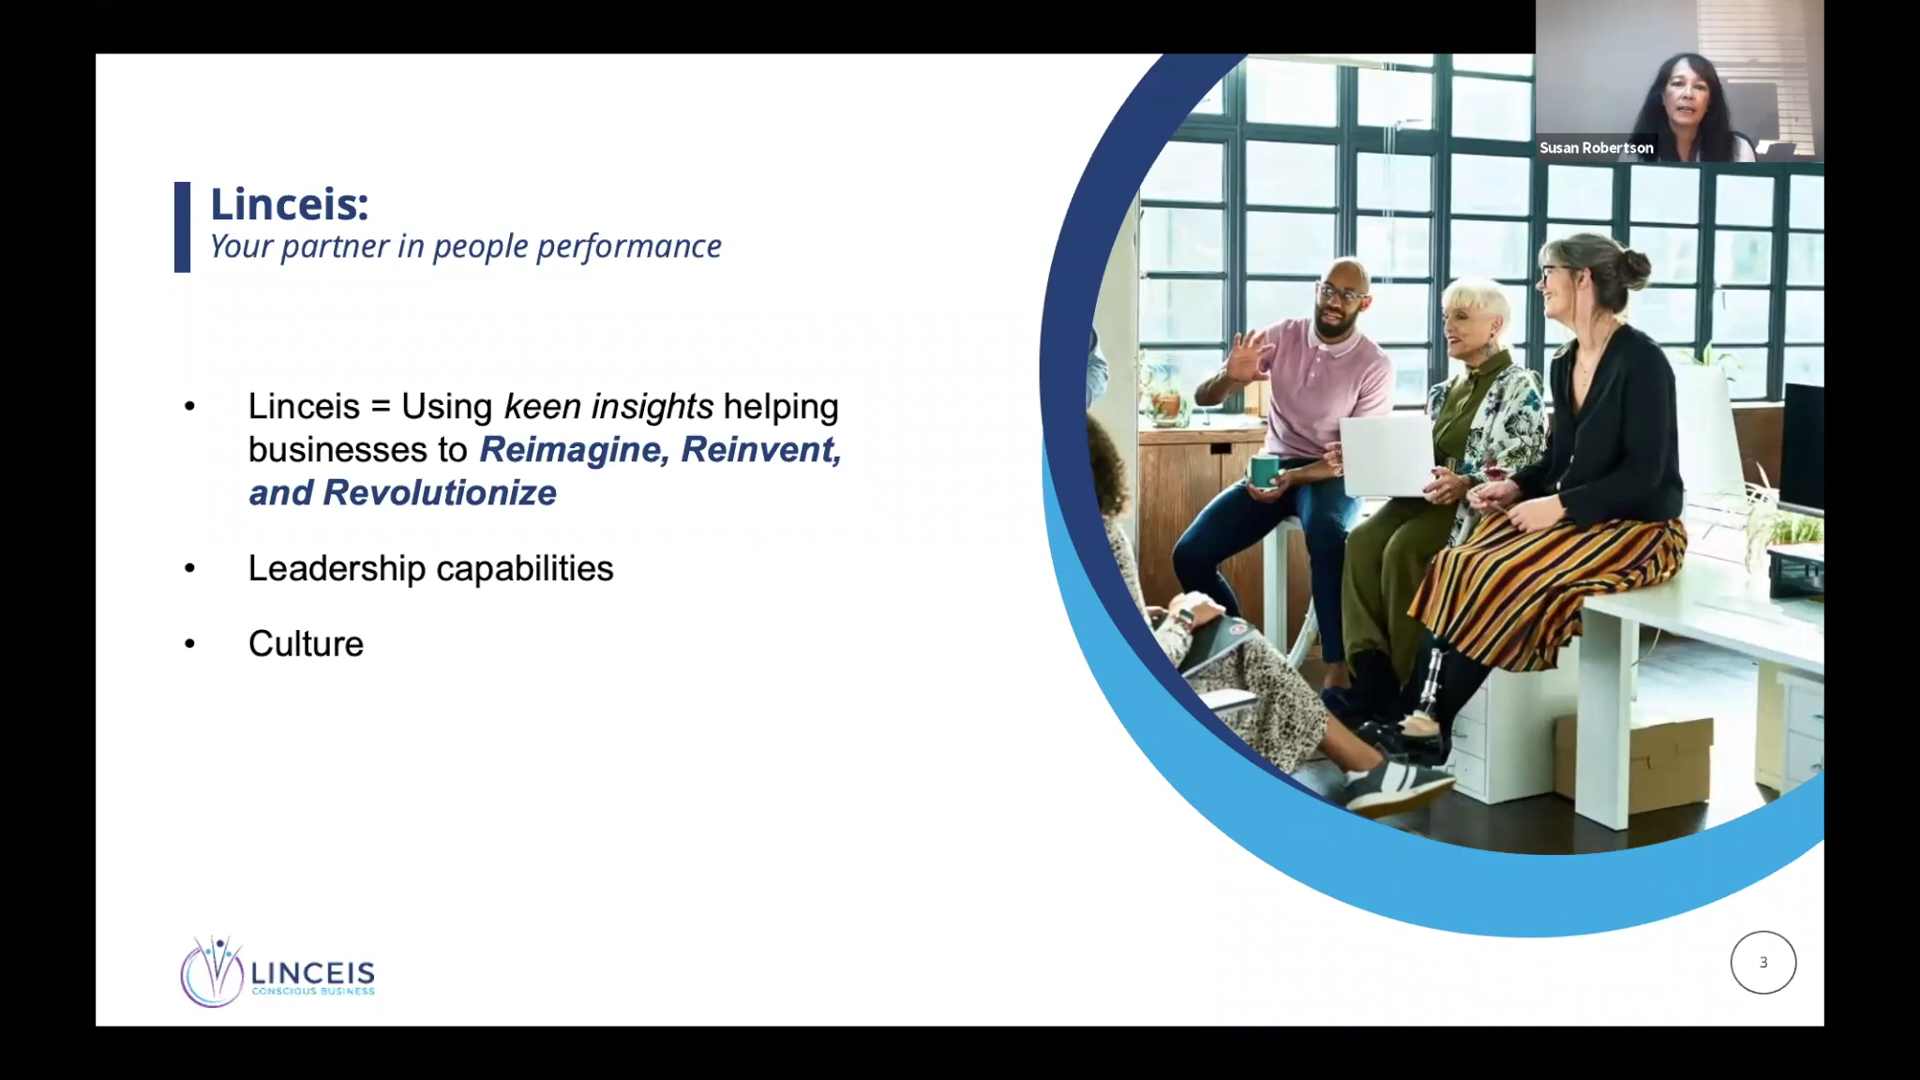 Susan Robertson
Linceis:
Your partner in people performance
• Linceis = Using keen insights helping
businesses to Reimagine, Reinvent,
and Revolutionize
• Leadership capabilities
• Culture
LINCEIS
CONSCIOUS BUSINESS
3